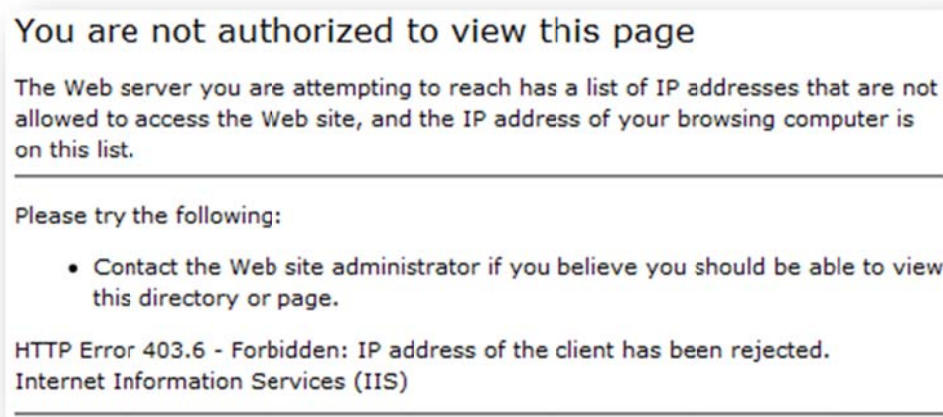 You are not authorized to view this page
The Web server you are attempting to reach has a list of IP addresses that are not
allowed to access the Web site, and the IP address of your browsing computer is
on this list.
Please try the following:
• Contact the Web site administrator if you believe you should be able to view
this directory or page.
HTTP Error 403.6 - Forbidden: IP address of the client has been rejected.
Internet Information Services (IIS)